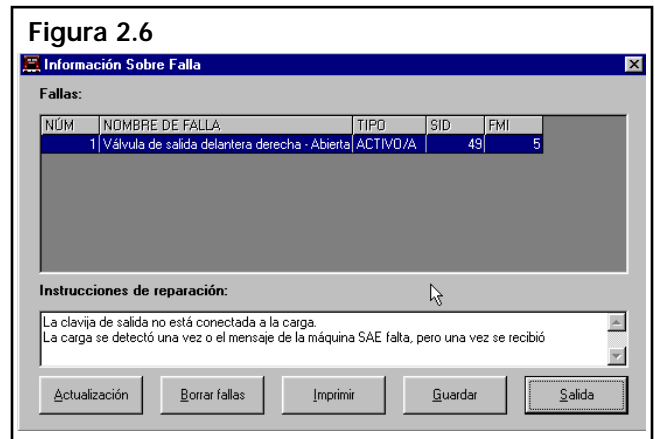 Figura 2.6
Información Sobre Falla
Fallas:
NÚM NOMBRE DE FALLA TIPO SID FMI
1 Válvula de salida delantera derecha - Abierta ACTIVO/A 49 5
Instrucciones de reparación:
La clavija de salida no está conectada a la carga.
La carga se detectó una vez o el mensaje de la máquina SAE falta, pero una vez se recibió
Actualización Borrar fallas Imprimir Guardar Salida